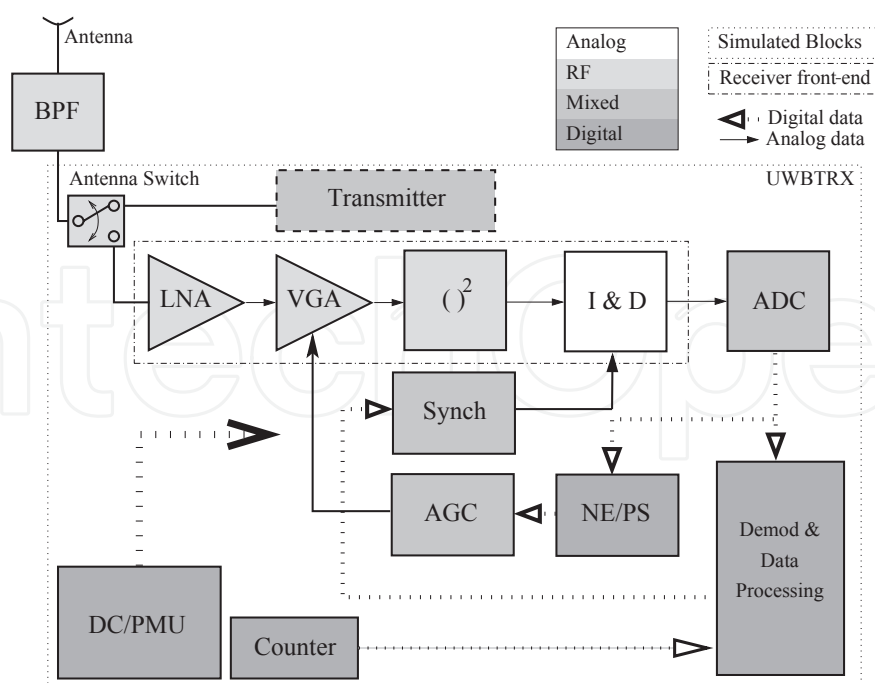 Antenna
BPF
Analog
RF
Mixed
Digital
Simulated Blocks
Receiver front-end
Digital data
Analog data
Antenna Switch
UWBTRX
Transmitter
LNA
VGA
( )²
I & D
ADC
Synch
AGC
NE/PS
Demod &
Data
Processing
DC/PMU
Counter